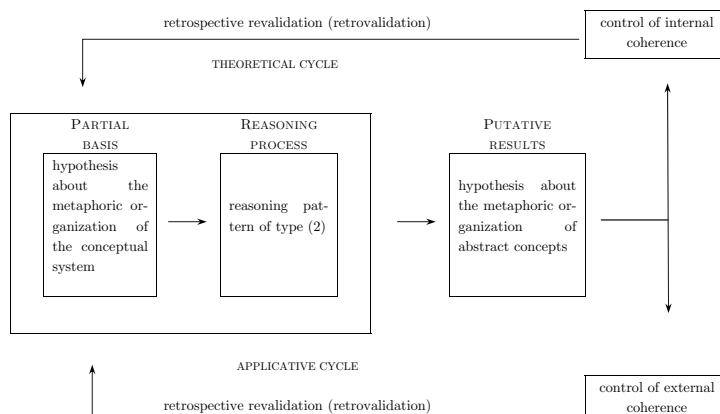 retrospective revalidation (retrovalidation)
control of internal
coherence
THEORETICAL CYCLE
PARTIAL
BASIS
REASONING
PROCESS
PUTATIVE
RESULTS
hypothesis
about the
metaphoric or-
ganization of
the conceptual
system
reasoning pat-
tern of type (2)
hypothesis about
the metaphoric or-
ganization of
abstract concepts
APPLICATIVE CYCLE
retrospective revalidation (retrovalidation)
control of external
coherence